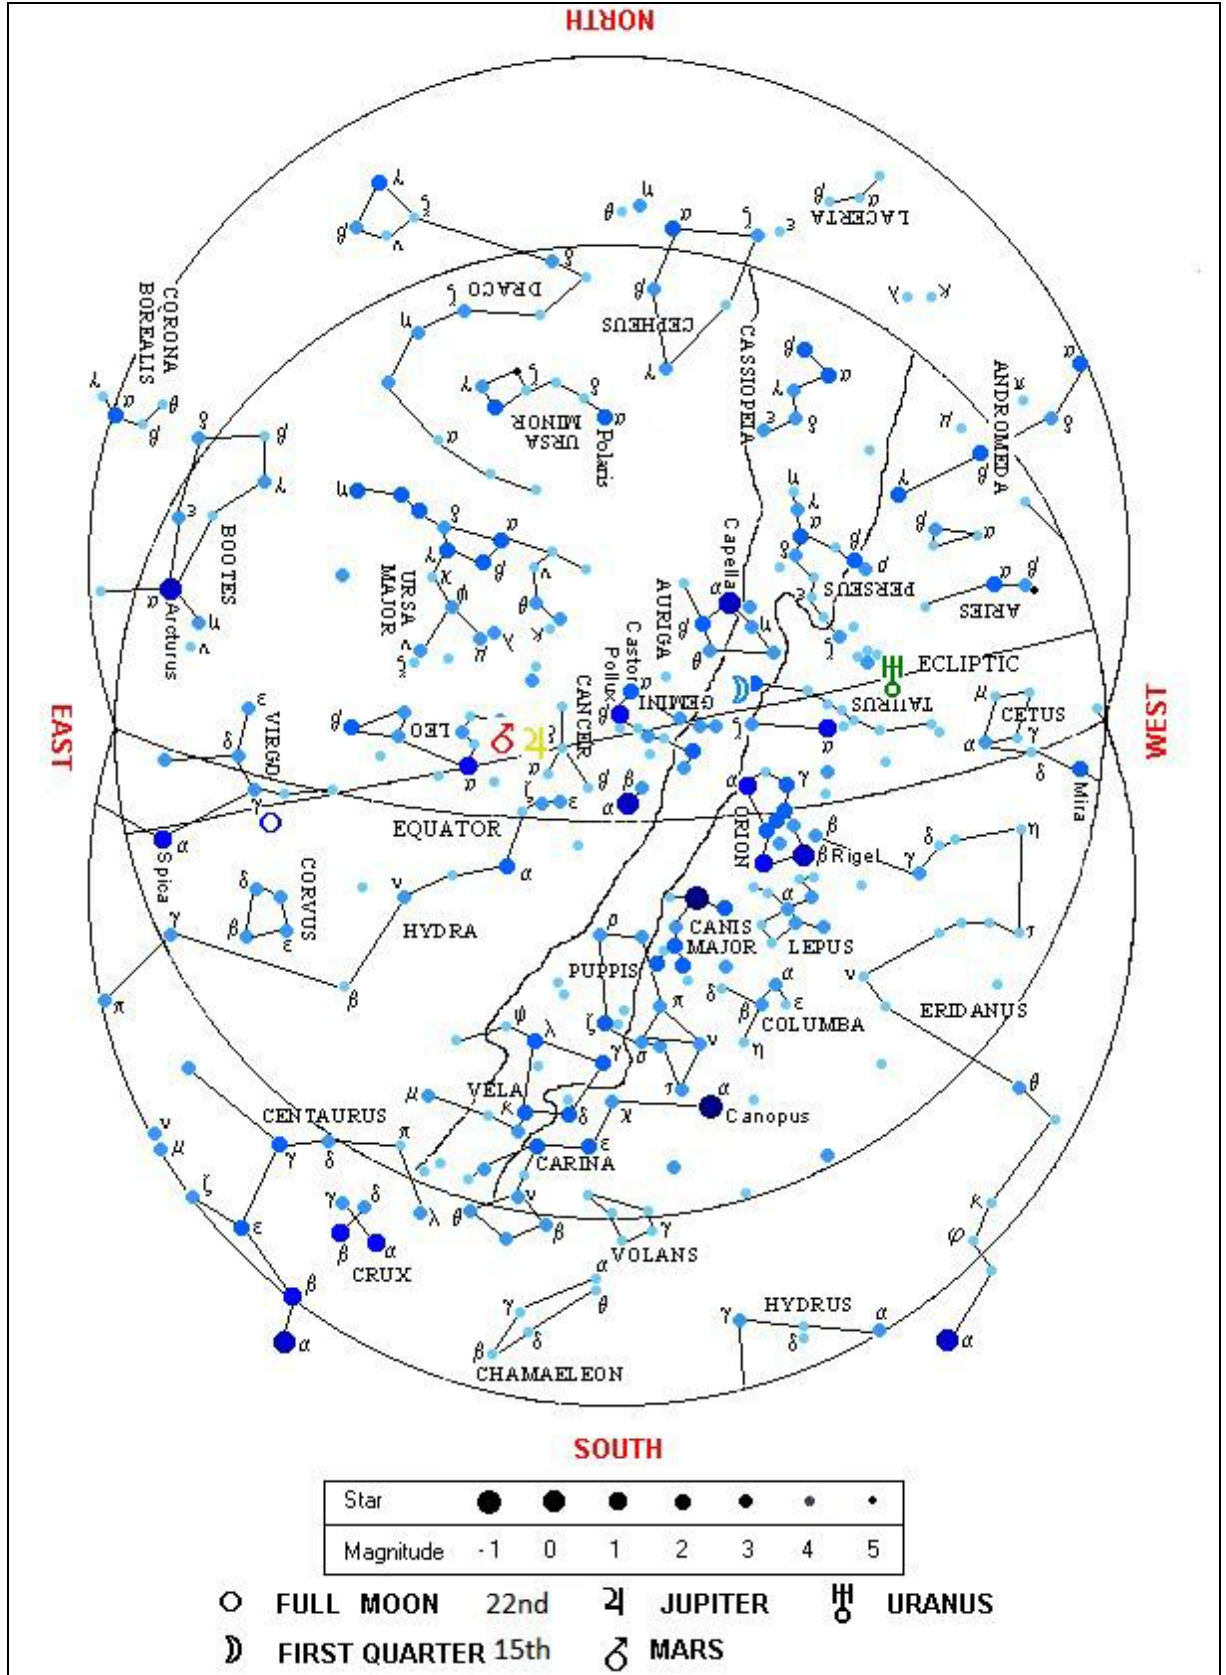 NORTH
LACERTA
DRACO
CEPHEUS
CASSIOPEIA
CORONA
BOREALIS
URSA
MINOR
Polaris
ANDROMEDA
BOOTES
Arcturus
URSA
MAJOR
Capella
AURIGA
PERSEUS
ARIES
Castor
Pollux
GEMINI
CANCER
ECLIPTIC
TAURUS
CETUS
Mira
EAST
WEST
VIRGO
LEO
EQUATOR
ORION
β Rigel
Spica
CORVUS
HYDRA
CANIS
MAJOR
LEPUS
PUPPIS
COLUMBA
ERIDANUS
VELA
Canopus
CENTAURUS
CARINA
CRUX
VOLANS
HYDRUS
CHAMAELEON
SOUTH
Star
Magnitude -1 0 1 2 3 4 5
FULL MOON 22nd ♃ JUPITER ♅ URANUS
FIRST QUARTER 15th ♂ MARS